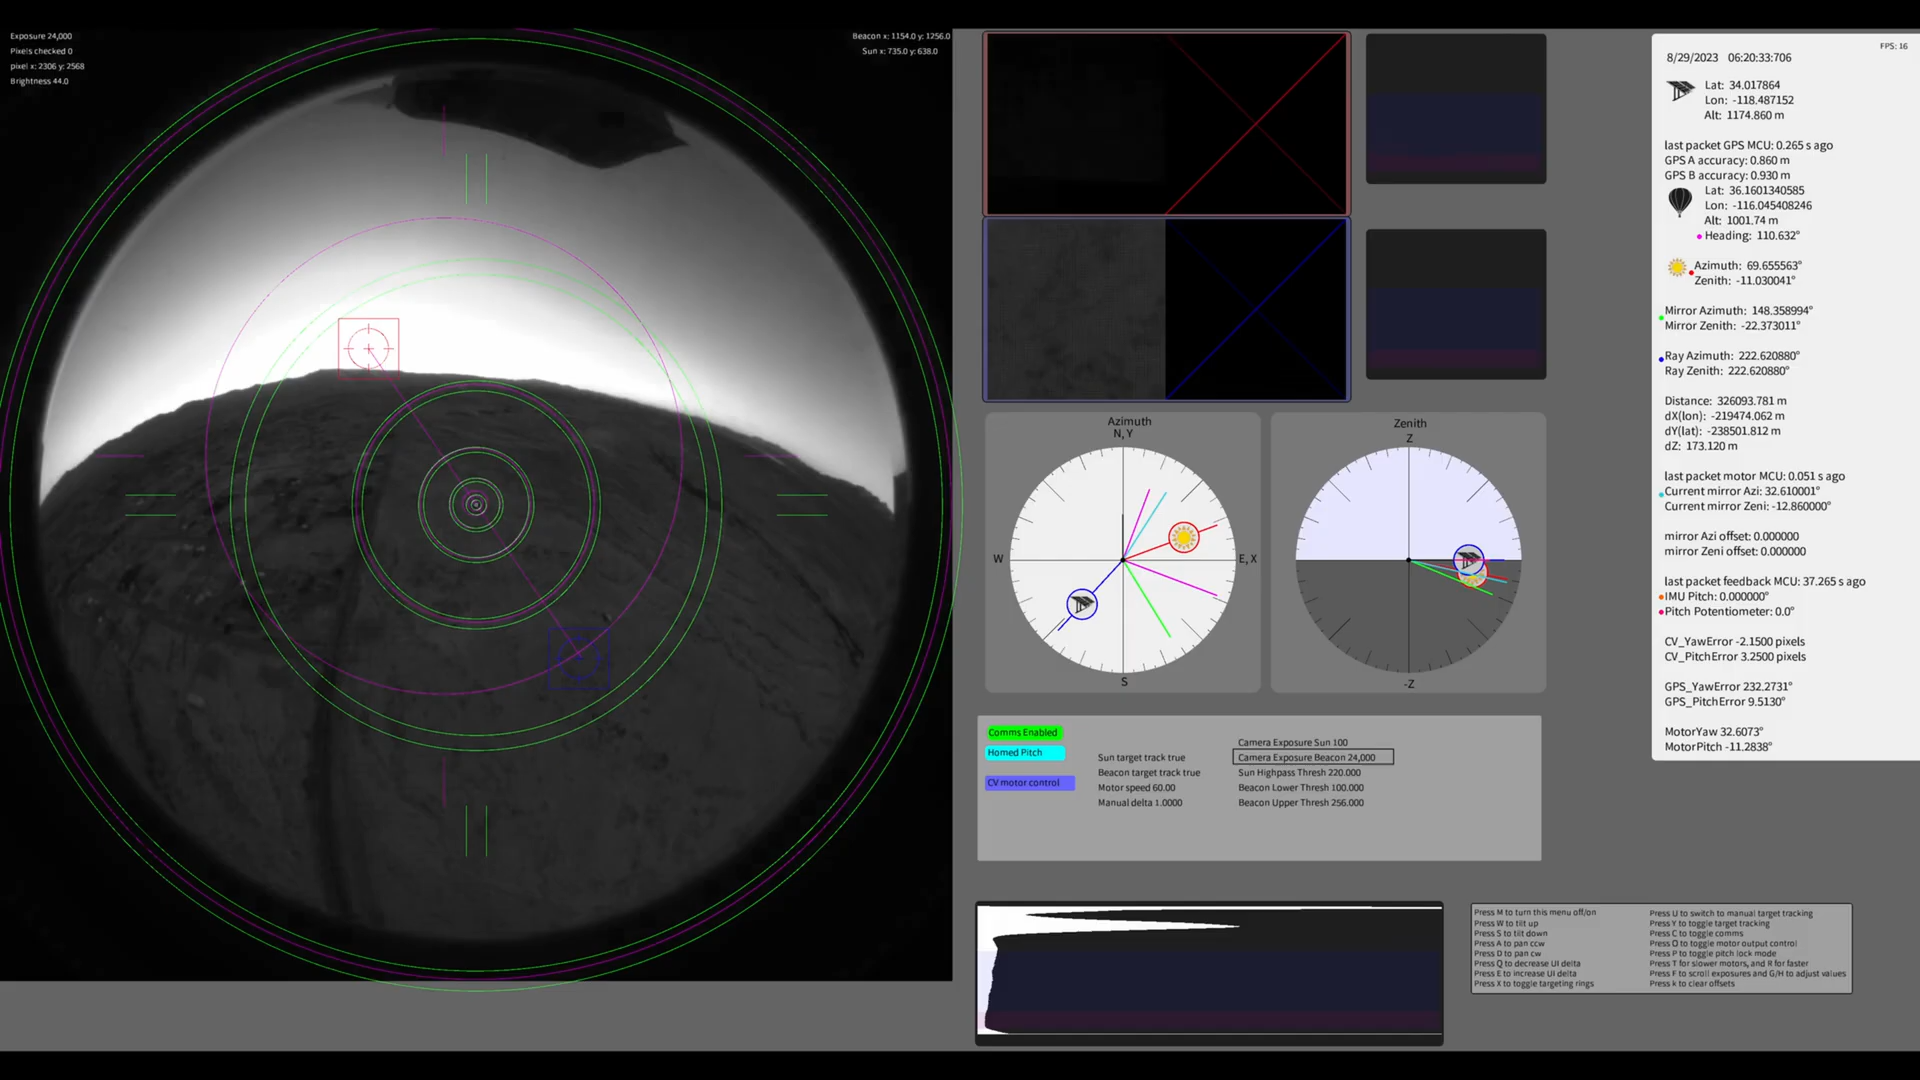 Exposure 24,000
Pixels checked 0
pixel x: 2306 y: 2568
Brightness 44.0
Beacon x: 1154.0 y: 1256.0
Sun x: 735.0 y: 638.0
FPS: 16
8/29/2023 06:20:33:706
Lat: 34.017864
Lon: -118.487152
Alt: 1174.860 m
last packet GPS MCU: 0.265 s ago
GPS A accuracy: 0.860 m
GPS B accuracy: 0.930 m
Lat: 36.1601340585
Lon: -116.045408246
Alt: 1001.74 m
Heading: 110.632°
Azimuth: 69.655563°
Zenith: -11.030041°
Mirror Azimuth: 148.358994°
Mirror Zenith: -22.373011°
Ray Azimuth: 222.620880°
Ray Zenith: 222.620880°
Distance: 326093.781 m
dX(lon): -219474.062 m
dY(lat): -238501.812 m
dZ: 173.120 m
last packet motor MCU: 0.051 s ago
Current mirror Azi: 32.610001°
Current mirror Zeni: -12.860000°
mirror Azi offset: 0.000000
mirror Zeni offset: 0.000000
last packet feedback MCU: 37.265 s ago
IMU Pitch: 0.000000°
Pitch Potentiometer: 0.0°
CV_YawError -2.1500 pixels
CV_PitchError 3.2500 pixels
GPS_YawError 232.2731°
GPS_PitchError 9.5130°
MotorYaw 32.6073°
MotorPitch -11.2838°
Azimuth
N, Y
W
E, X
S
Zenith
Z
-Z
Comms Enabled
Homed Pitch
CV motor control
Sun target track true
Beacon target track true
Motor speed 60.00
Manual delta 1.0000
Camera Exposure Sun 100
Camera Exposure Beacon 24,000
Sun Highpass Thresh 220.000
Beacon Lower Thresh 100.000
Beacon Upper Thresh 256.000
Press M to turn this menu off/on
Press W to tilt up
Press S to tilt down
Press A to pan ccw
Press D to pan cw
Press Q to decrease UI delta
Press E to increase UI delta
Press X to toggle targeting rings
Press U to switch to manual target tracking
Press Y to toggle target tracking
Press C to toggle comms
Press O to toggle motor output control
Press P to toggle pitch lock mode
Press T for slower motors, and R for faster
Press F to scroll exposures and G/H to adjust values
Press k to clear offsets